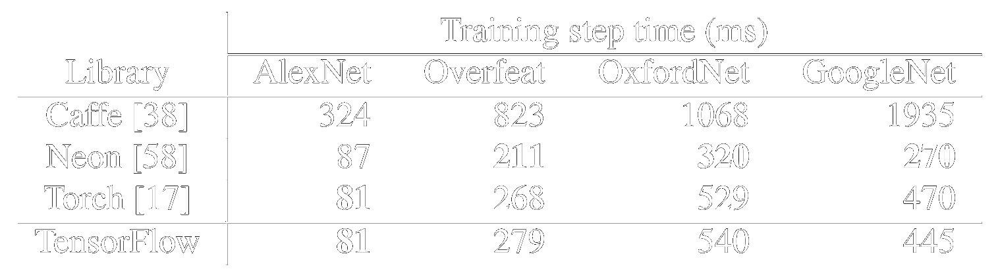 Training step time (ms)
Library AlexNet Overfeat OxfordNet GoogleNet
Caffe [38] 324 823 1068 1935
Neon [58] 87 211 320 270
Torch [17] 81 268 529 470
TensorFlow 81 279 540 445